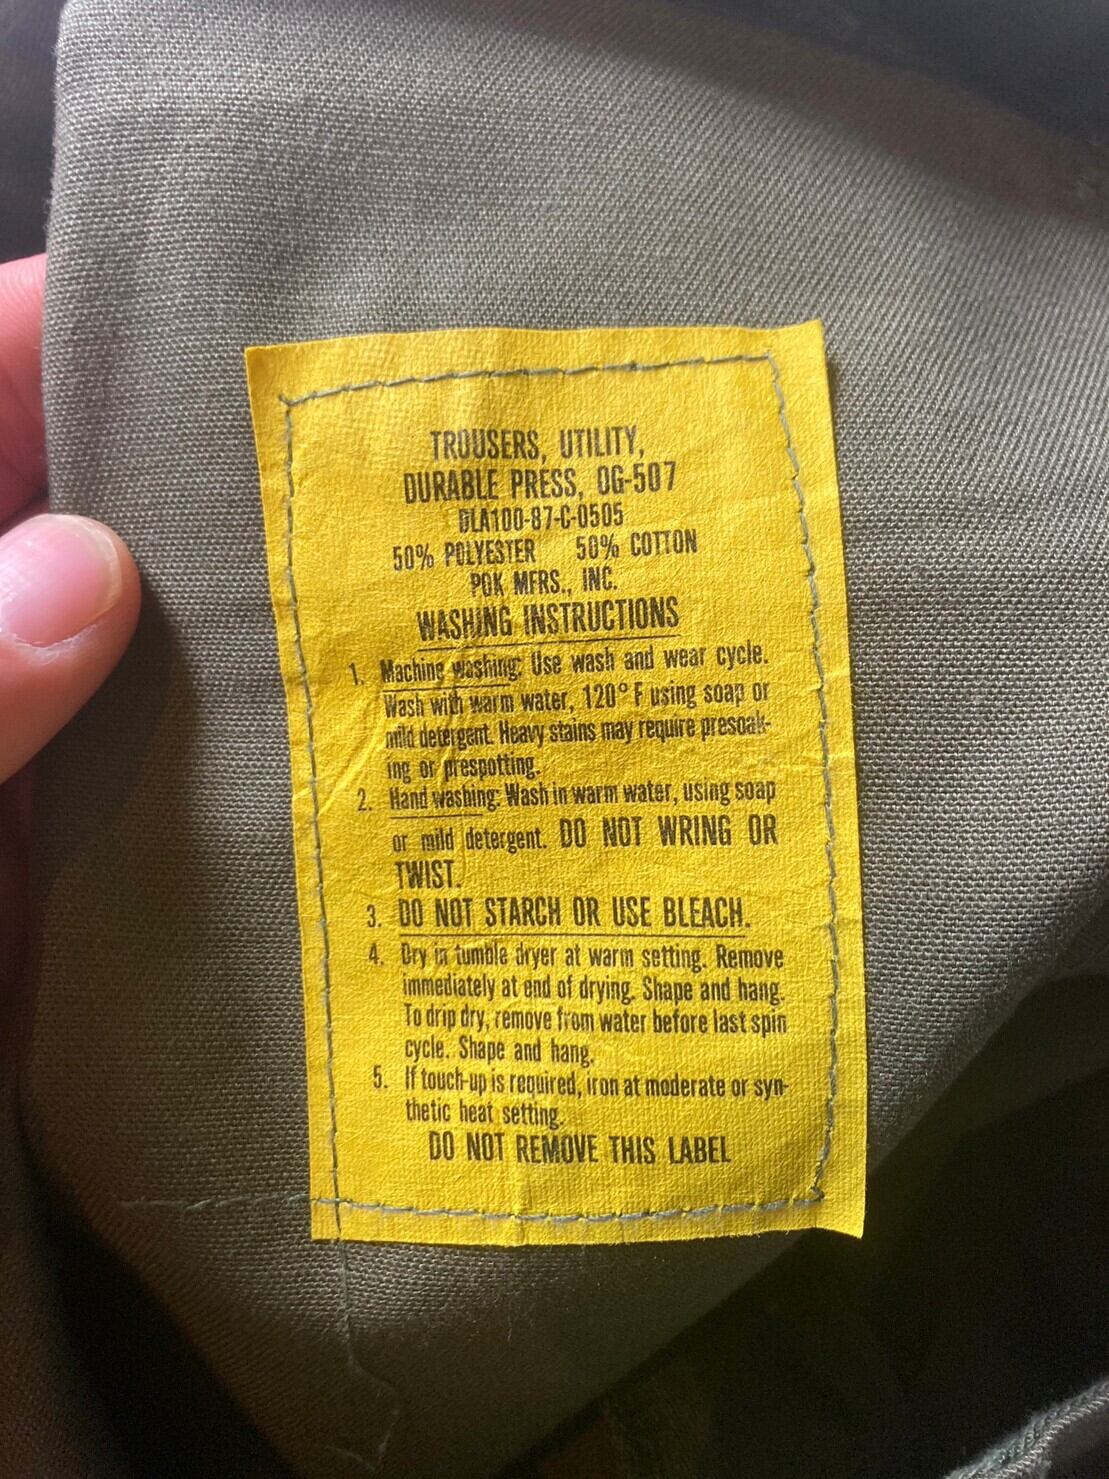 TROUSERS, UTILITY,
DURABLE PRESS, OG-507
DLA100-87-C-0505
50% POLYESTER 50% COTTON
POK MFRS., INC.
WASHING INSTRUCTIONS
1. Machine washing: Use wash and wear cycle.
Wash with warm water, 120° F using soap or
mild detergent. Heavy stains may require presoak-
ing or prespotting.
2. Hand washing: Wash in warm water, using soap
or mild detergent. DO NOT WRING OR
TWIST.
3. DO NOT STARCH OR USE BLEACH.
4. Dry in tumble dryer at warm setting. Remove
immediately at end of drying. Shape and hang.
To drip dry, remove from water before last spin
cycle. Shape and hang.
5. If touch-up is required, iron at moderate or syn-
thetic heat setting.
DO NOT REMOVE THIS LABEL